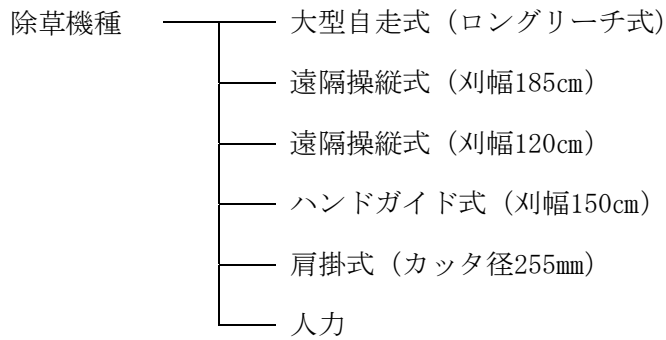 除草機種
大型自走式（ロングリーチ式）
遠隔操縦式（刈幅185㎝）
遠隔操縦式（刈幅120㎝）
ハンドガイド式（刈幅150㎝）
肩掛式（カッタ径255㎜）
人力